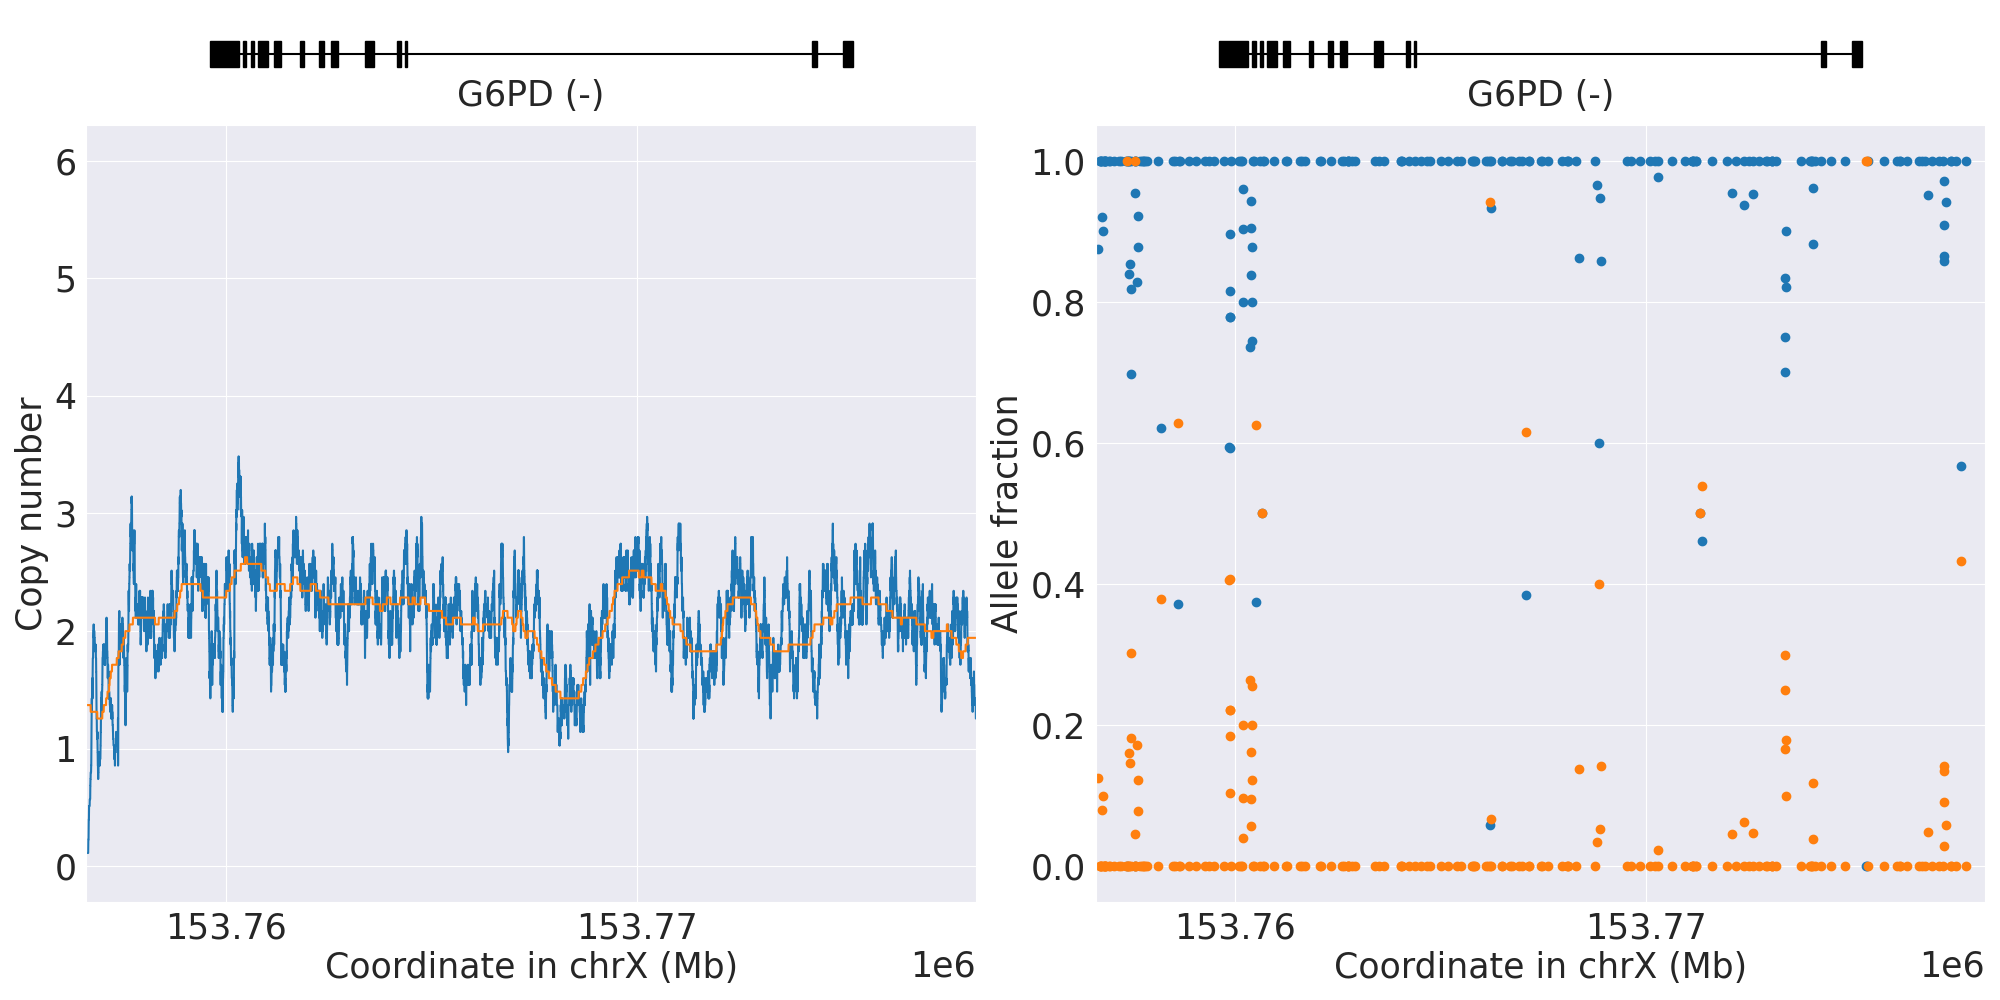 G6PD (-)
6
5
4
3
2
1
0
Copy number
153.76
153.77
Coordinate in chrX (Mb)
1e6
G6PD (-)
1.0
0.8
0.6
0.4
0.2
0.0
Allele fraction
153.76
153.77
Coordinate in chrX (Mb)
1e6